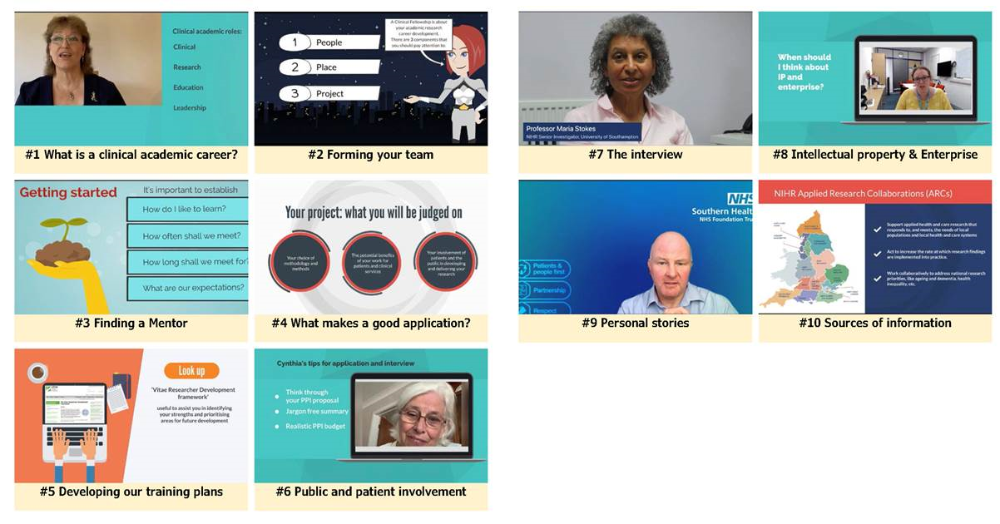 Clinical academic roles:
Clinical
Research
Education
Leadership
#1 What is a clinical academic career?
A Clinical Fellowship is about
your academic research
career development.
There are 3 components that
you should pay attention to:
1 People
2 Place
3 Project
#2 Forming your team
Getting started
It's important to establish
How do I like to learn?
How often shall we meet?
How long shall we meet for?
What are our expectations?
#3 Finding a Mentor
Your project: what you will be judged on
Your choice of
methodology and
methods
The potential benefits
of your work for
patients and clinical
services
Your involvement of
patients and the
public in developing
and delivering your
research
#4 What makes a good application?
Look up
'Vitae Researcher Development
framework'
useful to assist you in identifying
your strengths and prioritising
areas for future development
#5 Developing our training plans
Cynthia's tips for application and interview
Think through
your PPI proposal
Jargon free summary
Realistic PPI budget
#6 Public and patient involvement
Professor Maria Stokes
NIHR Senior Investigator, University of Southampton
#7 The interview
When should
I think about
IP and
enterprise?
#8 Intellectual property & Enterprise
NHS
Southern Healt
NHS Foundation Tru
Patients &
people first
Partnership
Respect
#9 Personal stories
NIHR Applied Research Collaborations (ARCs)
Support applied health and care research that
responds to, and meets, the needs of local
populations and local health and care systems
Act to increase the rate at which research findings
are implemented into practice.
Work collaboratively to address national research
priorities, like ageing and dementia, health
inequality, etc.
#10 Sources of information